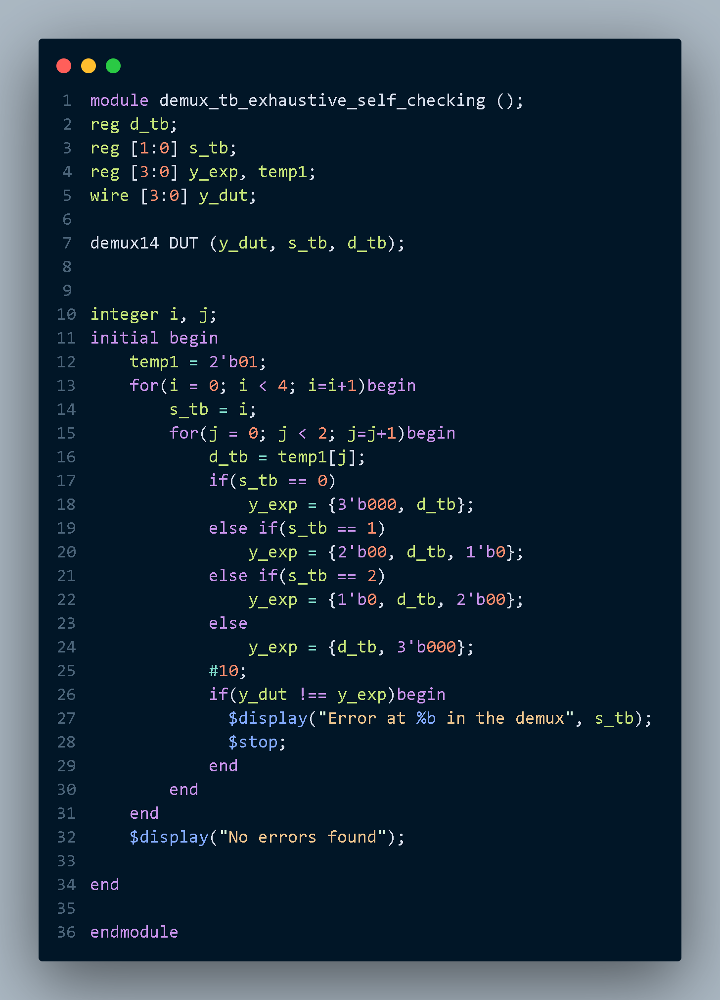 1 module demux_tb_exhaustive_self_checking ();
2 reg d_tb;
3 reg [1:0] s_tb;
4 reg [3:0] y_exp, temp1;
5 wire [3:0] y_dut;
6
7 demux14 DUT (y_dut, s_tb, d_tb);
8
9
10 integer i, j;
11 initial begin
12     temp1 = 2'b01;
13     for(i = 0; i < 4; i=i+1)begin
14         s_tb = i;
15         for(j = 0; j < 2; j=j+1)begin
16             d_tb = temp1[j];
17             if(s_tb == 0)
18                 y_exp = {3'b000, d_tb};
19             else if(s_tb == 1)
20                 y_exp = {2'b00, d_tb, 1'b0};
21             else if(s_tb == 2)
22                 y_exp = {1'b0, d_tb, 2'b00};
23             else
24                 y_exp = {d_tb, 3'b000};
25             #10;
26             if(y_dut !== y_exp)begin
27               $display("Error at %b in the demux", s_tb);
28               $stop;
29             end
30         end
31     end
32     $display("No errors found");
33
34 end
35
36 endmodule